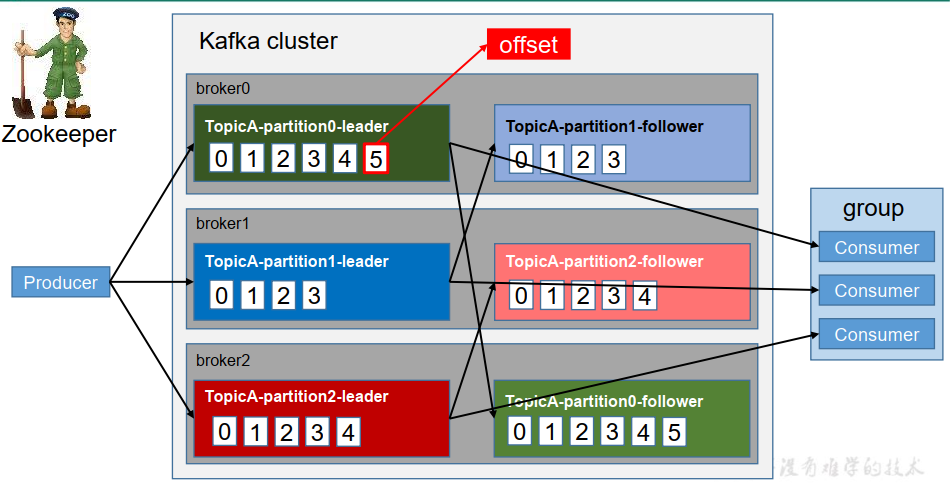 ZOO
Zookeeper
Kafka cluster
offset
broker0
TopicA-partition0-leader
0 1 2 3 4 5
TopicA-partition1-follower
0 1 2 3
broker1
TopicA-partition1-leader
0 1 2 3
TopicA-partition2-follower
0 1 2 3 4
broker2
TopicA-partition2-leader
0 1 2 3 4
TopicA-partition0-follower
0 1 2 3 4 5
Producer
group
Consumer
Consumer
Consumer
没有难学的技术